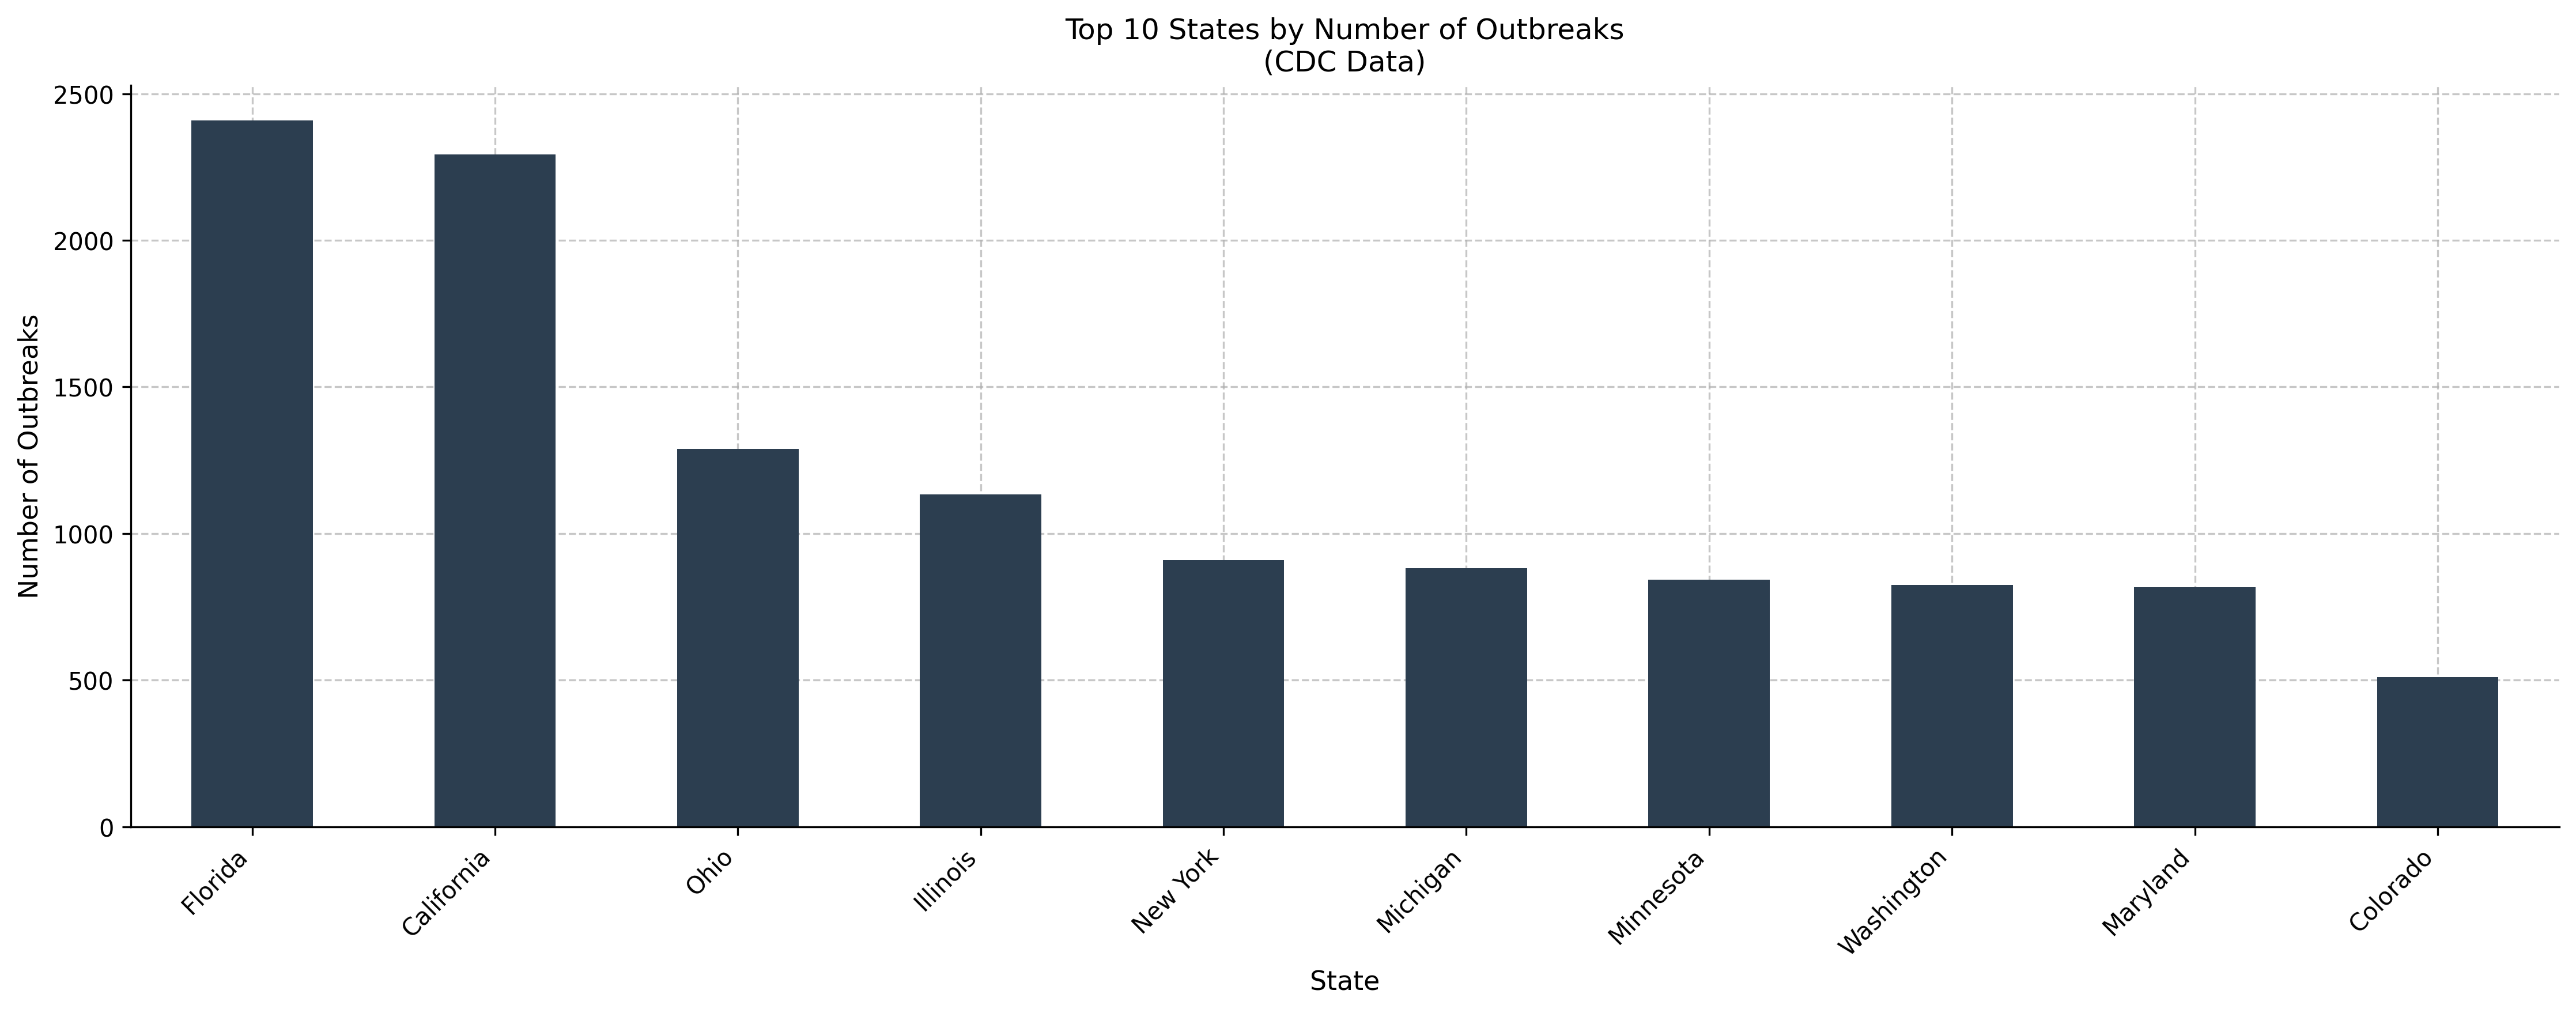 Top 10 States by Number of Outbreaks
(CDC Data)
Number of Outbreaks
2500
2000
1500
1000
500
0
Florida
California
Ohio
Illinois
New York
Michigan
Minnesota
Washington
Maryland
Colorado
State